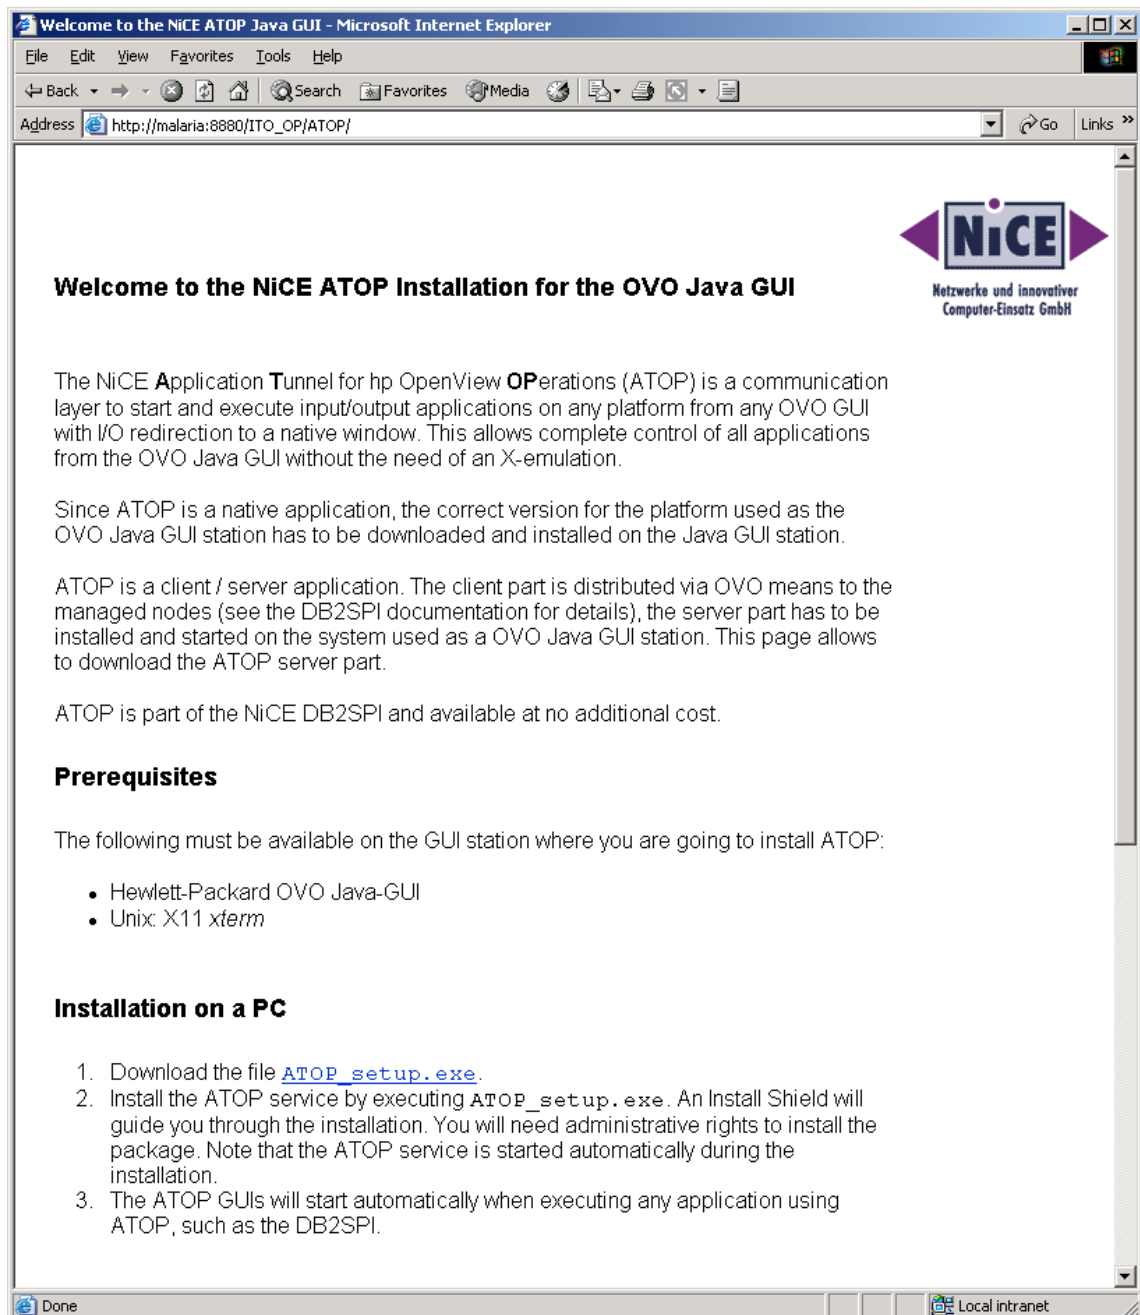 Welcome to the NiCE ATOP Java GUI - Microsoft Internet Explorer
File Edit View Favorites Tools Help
Back Search Favorites Media
Address http://malaria:8880/ITO_OP/ATOP/ Go Links »
NiCE
Netzwerke und innovativer
Computer-Einsatz GmbH
Welcome to the NiCE ATOP Installation for the OVO Java GUI
The NiCE Application Tunnel for hp OpenView OPerations (ATOP) is a communication
layer to start and execute input/output applications on any platform from any OVO GUI
with I/O redirection to a native window. This allows complete control of all applications
from the OVO Java GUI without the need of an X-emulation.
Since ATOP is a native application, the correct version for the platform used as the
OVO Java GUI station has to be downloaded and installed on the Java GUI station.
ATOP is a client / server application. The client part is distributed via OVO means to the
managed nodes (see the DB2SPI documentation for details), the server part has to be
installed and started on the system used as a OVO Java GUI station. This page allows
to download the ATOP server part.
ATOP is part of the NiCE DB2SPI and available at no additional cost.
Prerequisites
The following must be available on the GUI station where you are going to install ATOP:
• Hewlett-Packard OVO Java-GUI
• Unix: X11 xterm
Installation on a PC
1. Download the file ATOP_setup.exe.
2. Install the ATOP service by executing ATOP_setup.exe. An Install Shield will
guide you through the installation. You will need administrative rights to install the
package. Note that the ATOP service is started automatically during the
installation.
3. The ATOP GUIs will start automatically when executing any application using
ATOP, such as the DB2SPI.
Done Local intranet